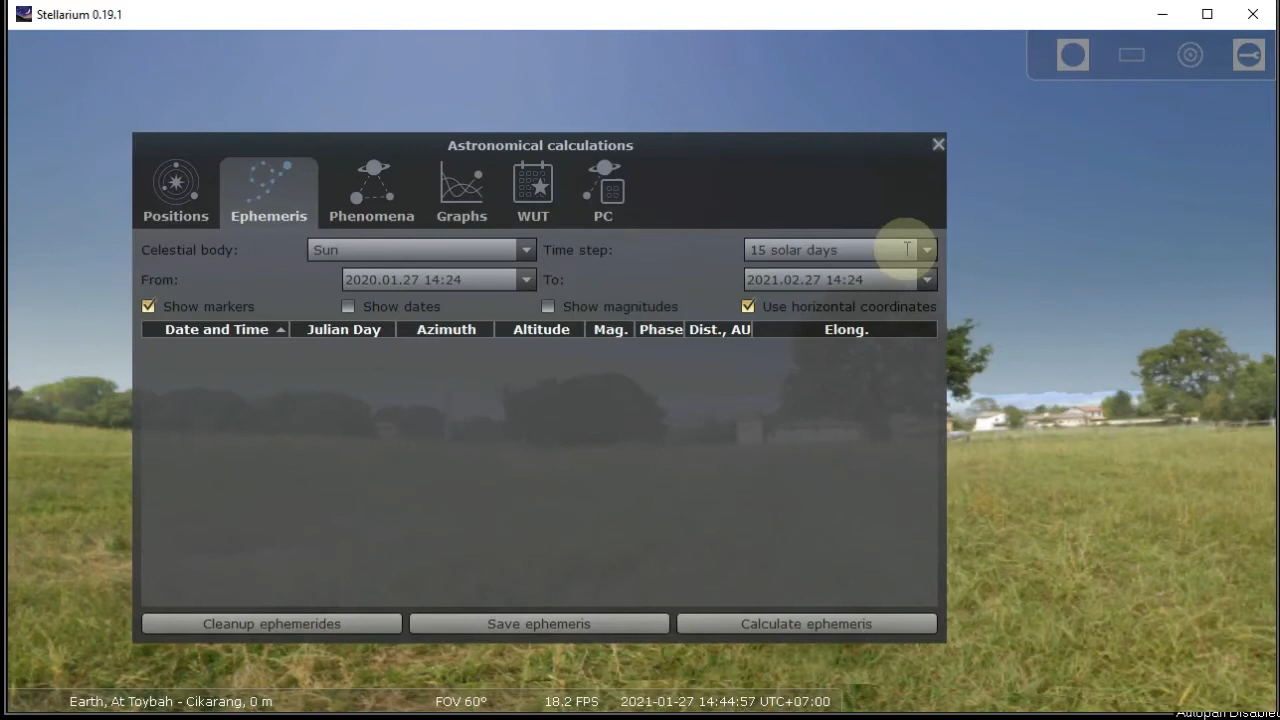 Stellarium 0.19.1
Astronomical calculations
Positions Ephemeris Phenomena Graphs WUT PC
Celestial body: Sun Time step: 15 solar days
From: 2020.01.27 14:24 To: 2021.02.27 14:24
Show markers Show dates Show magnitudes Use horizontal coordinates
Date and Time Julian Day Azimuth Altitude Mag. Phase Dist., AU Elong.
Cleanup ephemerides Save ephemeris Calculate ephemeris
Earth, At Toybah - Cikarang, 0 m FOV 60° 18.2 FPS 2021-01-27 14:44:57 UTC+07:00